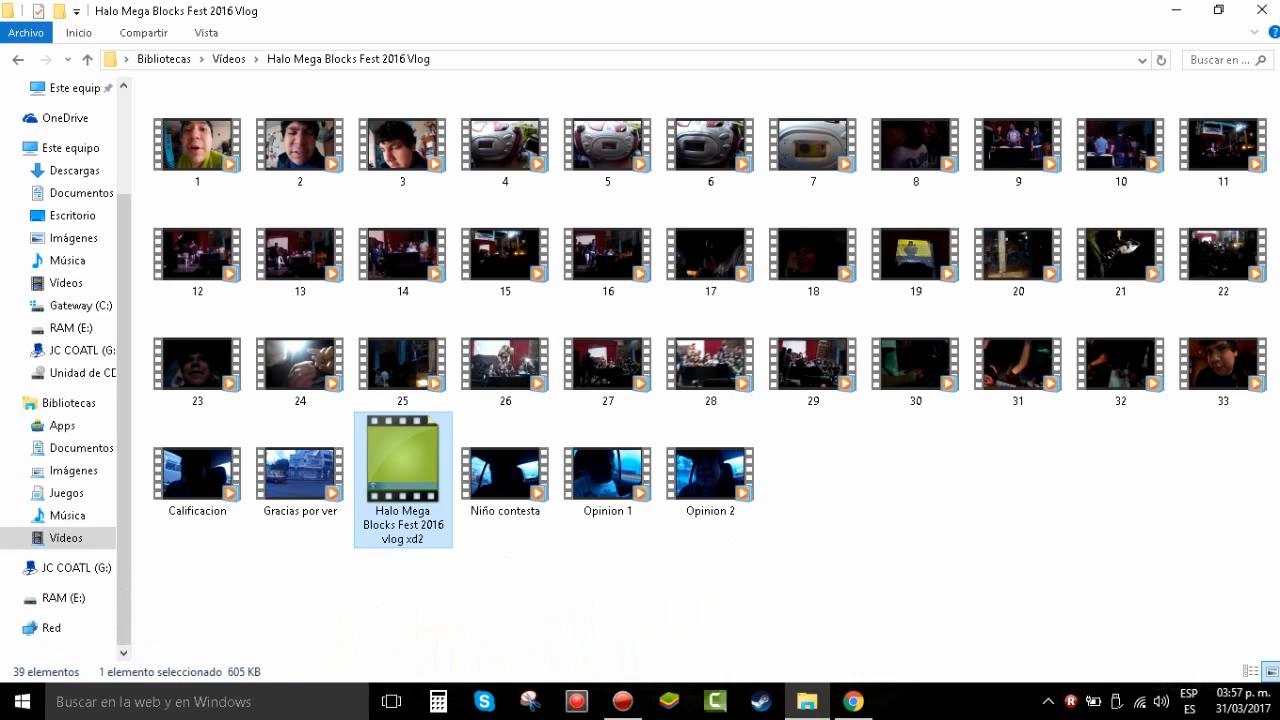 Halo Mega Blocks Fest 2016 Vlog
Archivo Inicio Compartir Vista
Bibliotecas Vídeos Halo Mega Blocks Fest 2016 Vlog
Buscar en ...
Este equip
OneDrive
Este equipo
Descargas
Documentos
Escritorio
Imágenes
Música
Vídeos
Gateway (C:)
RAM (E:)
JC COATL (G:
Unidad de CD
Bibliotecas
Apps
Documentos
Imágenes
Juegos
Música
Vídeos
JC COATL (G:)
RAM (E:)
Red
1 2 3 4 5 6 7 8 9 10 11
12 13 14 15 16 17 18 19 20 21 22
23 24 25 26 27 28 29 30 31 32 33
Calificacion
Gracias por ver
Halo Mega
Blocks Fest 2016
vlog xd2
Niño contesta
Opinion 1
Opinion 2
39 elementos 1 elemento seleccionado 605 KB
Buscar en la web y en Windows
ESP
ES
03:57 p. m.
31/03/2017